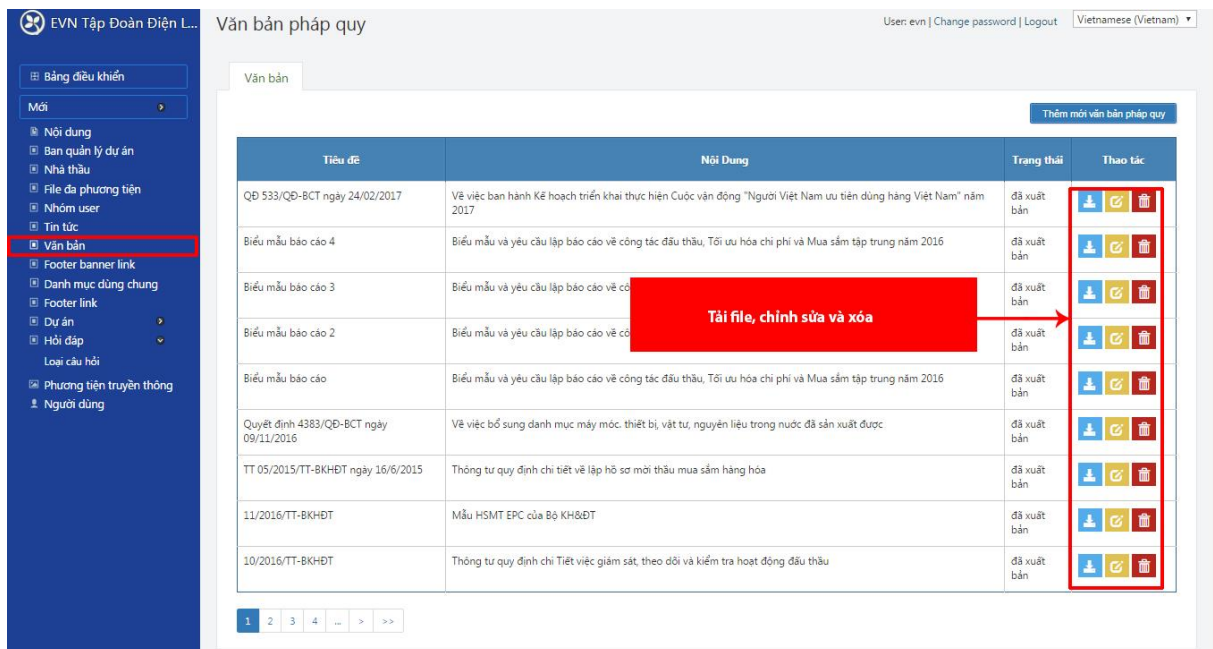 EVN Tập Đoàn Điện L...
Văn bản pháp quy
User: evn | Change password | Logout
Vietnamese (Vietnam)
Bảng điều khiển
Mới
Nội dung
Ban quản lý dự án
Nhà thầu
File đa phương tiện
Nhóm user
Tin tức
Văn bản
Footer banner link
Danh mục dùng chung
Footer link
Dự án
Hỏi đáp
Loại câu hỏi
Phương tiện truyền thông
Người dùng
Văn bản
Thêm mới văn bản pháp quy
Tiêu đề Nội Dung Trạng thái Thao tác
QĐ 533/QĐ-BCT ngày 24/02/2017 Về việc ban hành Kế hoạch triển khai thực hiện Cuộc vận động "Người Việt Nam ưu tiên dùng hàng Việt Nam" năm đã xuất
2017 bản
Biểu mẫu báo cáo 4 Biểu mẫu và yêu cầu lập báo cáo về công tác đấu thầu, Tối ưu hóa chi phí và Mua sắm tập trung năm 2016 đã xuất
bản
Biểu mẫu báo cáo 3 Biểu mẫu và yêu cầu lập báo cáo về cô đã xuất
bản
Tải file, chỉnh sửa và xóa
Biểu mẫu báo cáo 2 Biểu mẫu và yêu cầu lập báo cáo về cô đã xuất
bản
Biểu mẫu báo cáo Biểu mẫu và yêu cầu lập báo cáo về công tác đấu thầu, Tối ưu hóa chi phí và Mua sắm tập trung năm 2016 đã xuất
bản
Quyết định 4383/QĐ-BCT ngày Về việc bổ sung danh mục máy móc. thiết bị, vật tư, nguyên liệu trong nước đã sản xuất được đã xuất
09/11/2016 bản
TT 05/2015/TT-BKHĐT ngày 16/6/2015 Thông tư quy định chi tiết về lập hồ sơ mời thầu mua sắm hàng hóa đã xuất
bản
11/2016/TT-BKHĐT Mẫu HSMT EPC của Bộ KH&ĐT đã xuất
bản
10/2016/TT-BKHĐT Thông tư quy định chi Tiết việc giám sát, theo dõi và kiểm tra hoạt động đấu thầu đã xuất
bản
1 2 3 4 ... > >>